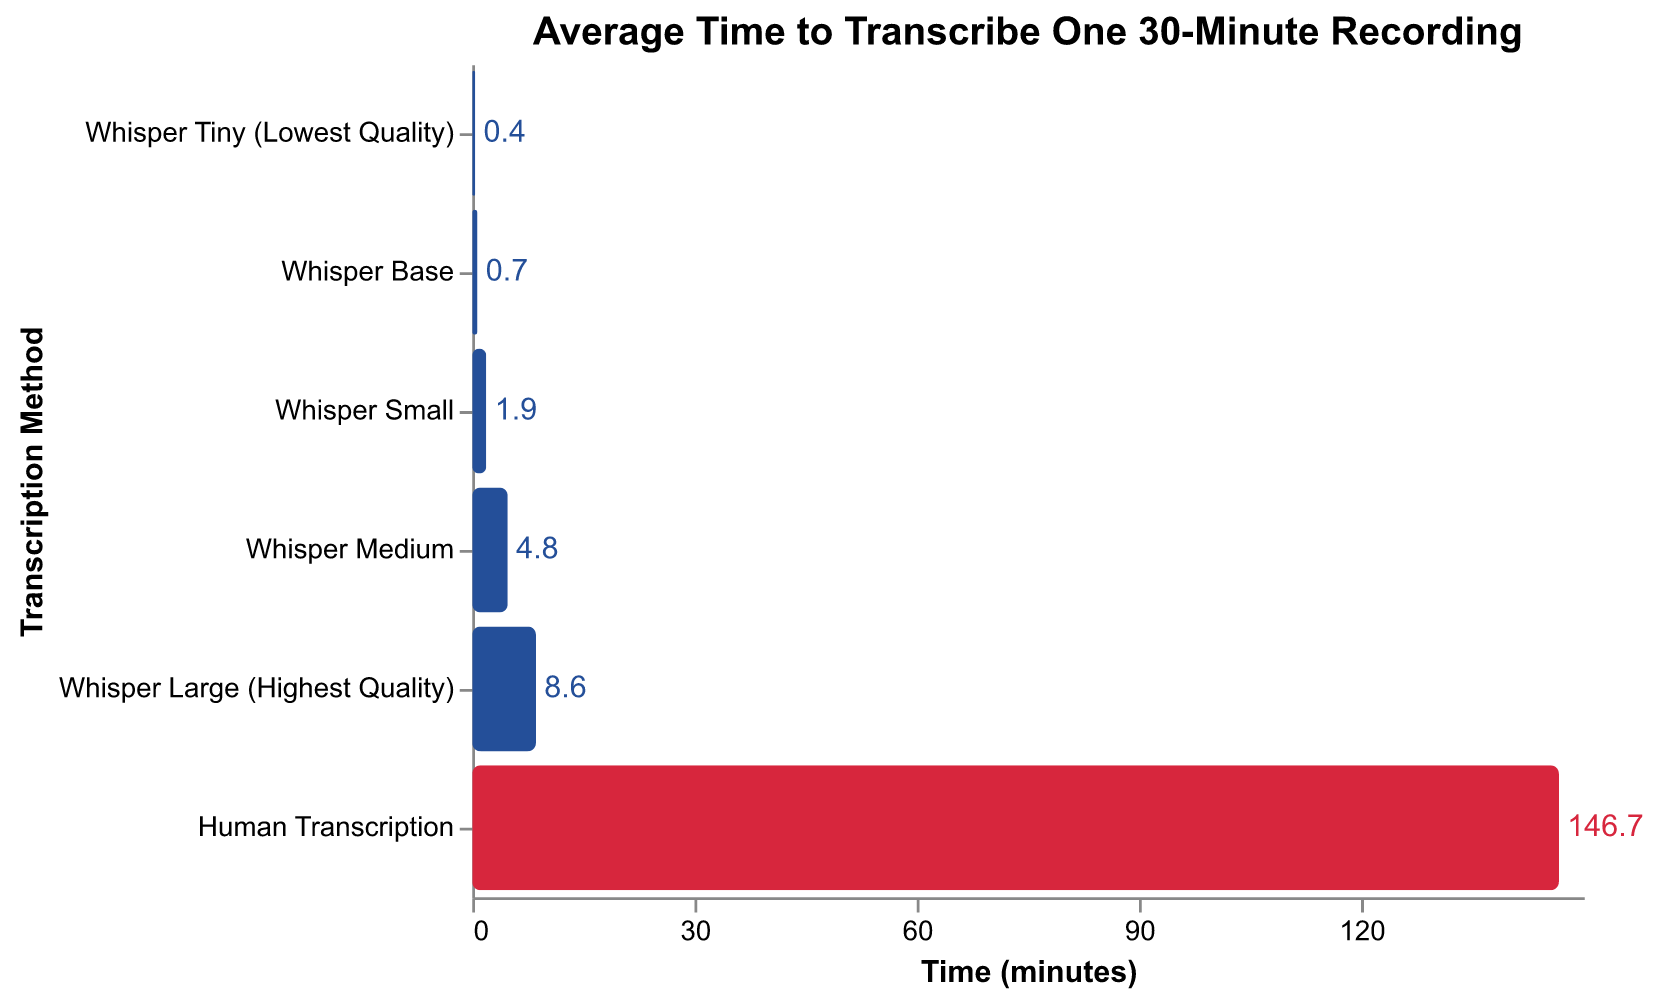 Average Time to Transcribe One 30-Minute Recording
Transcription Method
Whisper Tiny (Lowest Quality)
0.4
Whisper Base
0.7
Whisper Small
1.9
Whisper Medium
4.8
Whisper Large (Highest Quality)
8.6
Human Transcription
146.7
0 30 60 90 120
Time (minutes)